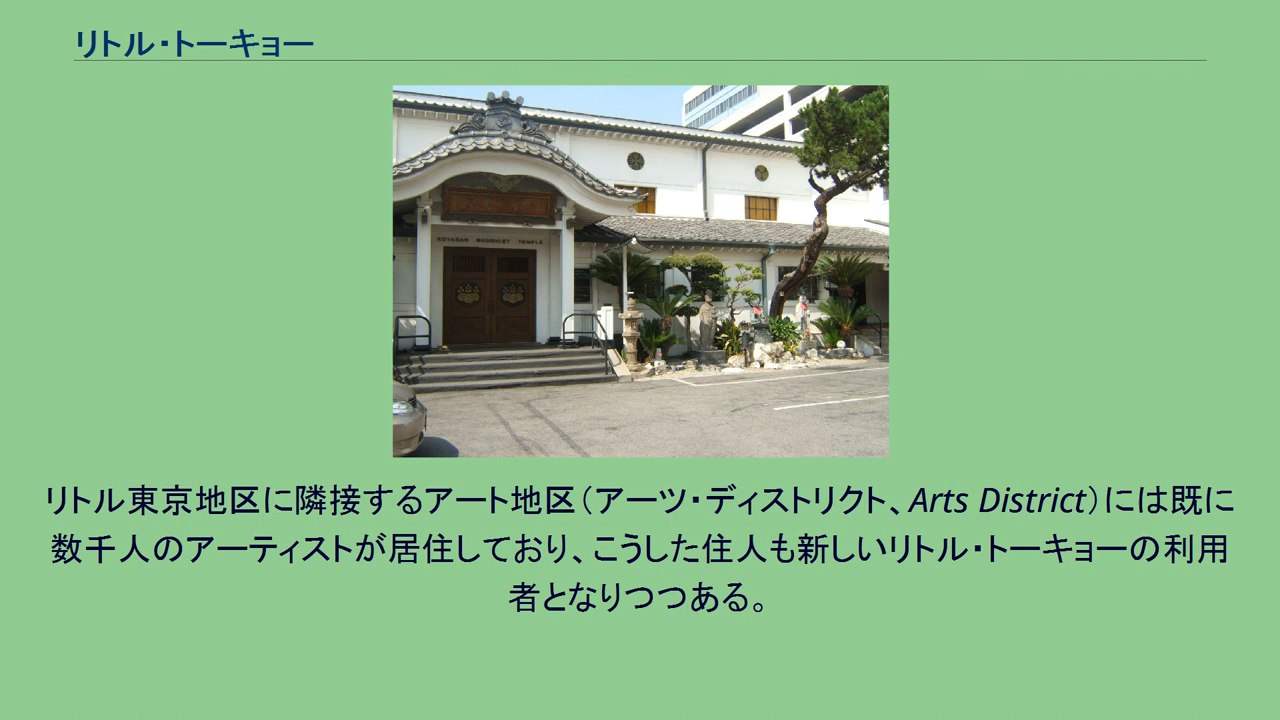 リトル・トーキョー
KOYASAN BUDDHIST TEMPLE
リトル東京地区に隣接するアート地区（アーツ・ディストリクト、Arts District）には既に
数千人のアーティストが居住しており、こうした住人も新しいリトル・トーキョーの利用
者となりつつある。